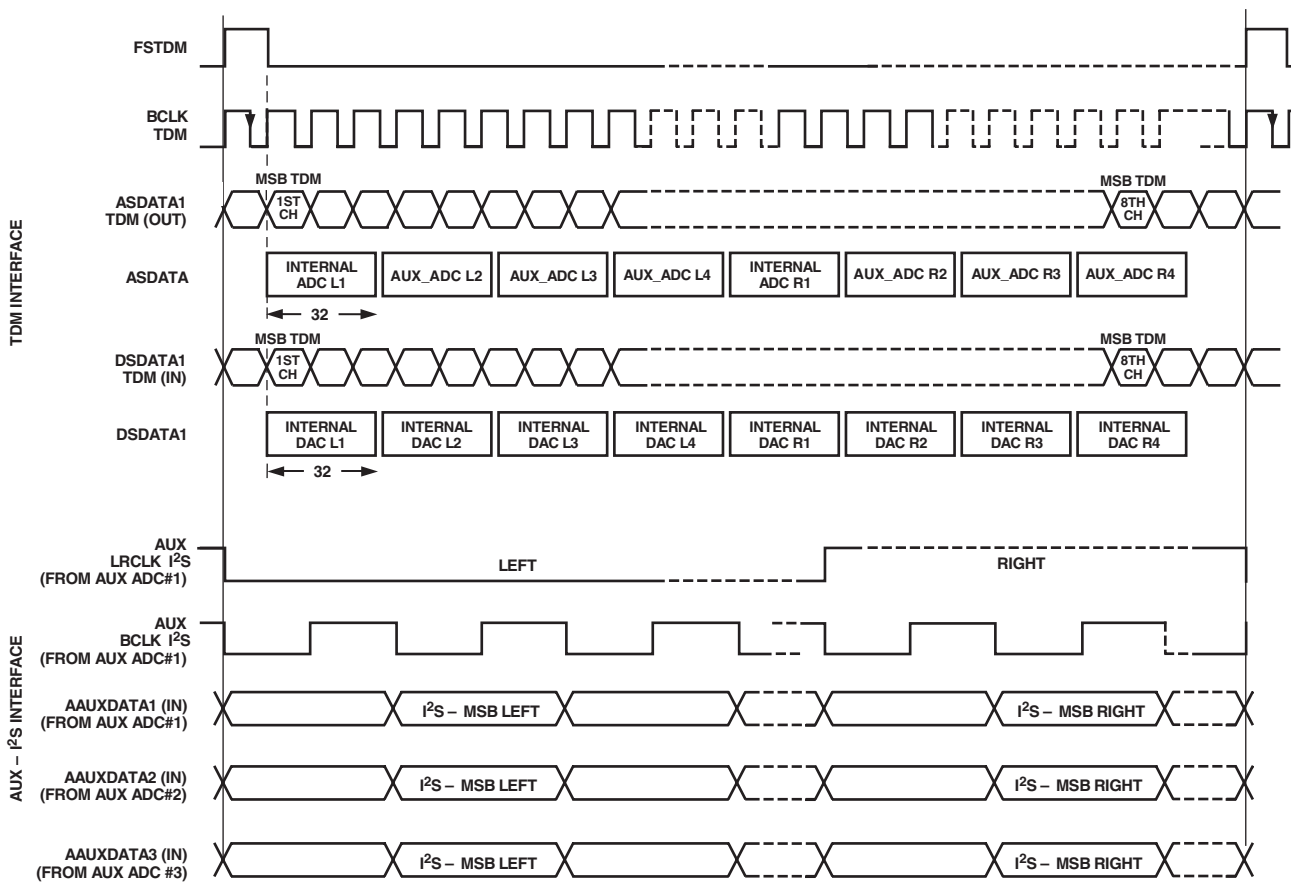 TDM INTERFACE
FSTDM
BCLK
TDM
MSB TDM
MSB TDM
ASDATA1
TDM (OUT)
1ST
CH
8TH
CH
ASDATA
INTERNAL
ADC L1
AUX_ADC L2
AUX_ADC L3
AUX_ADC L4
INTERNAL
ADC R1
AUX_ADC R2
AUX_ADC R3
AUX_ADC R4
32
MSB TDM
MSB TDM
DSDATA1
TDM (IN)
1ST
CH
8TH
CH
DSDATA1
INTERNAL
DAC L1
INTERNAL
DAC L2
INTERNAL
DAC L3
INTERNAL
DAC L4
INTERNAL
DAC R1
INTERNAL
DAC R2
INTERNAL
DAC R3
INTERNAL
DAC R4
32
AUX – I²S INTERFACE
AUX
LRCLK I²S
(FROM AUX ADC#1)
LEFT
RIGHT
AUX
BCLK I²S
(FROM AUX ADC#1)
AAUXDATA1 (IN)
(FROM AUX ADC#1)
I²S – MSB LEFT
I²S – MSB RIGHT
AAUXDATA2 (IN)
(FROM AUX ADC#2)
I²S – MSB LEFT
I²S – MSB RIGHT
AAUXDATA3 (IN)
(FROM AUX ADC #3)
I²S – MSB LEFT
I²S – MSB RIGHT